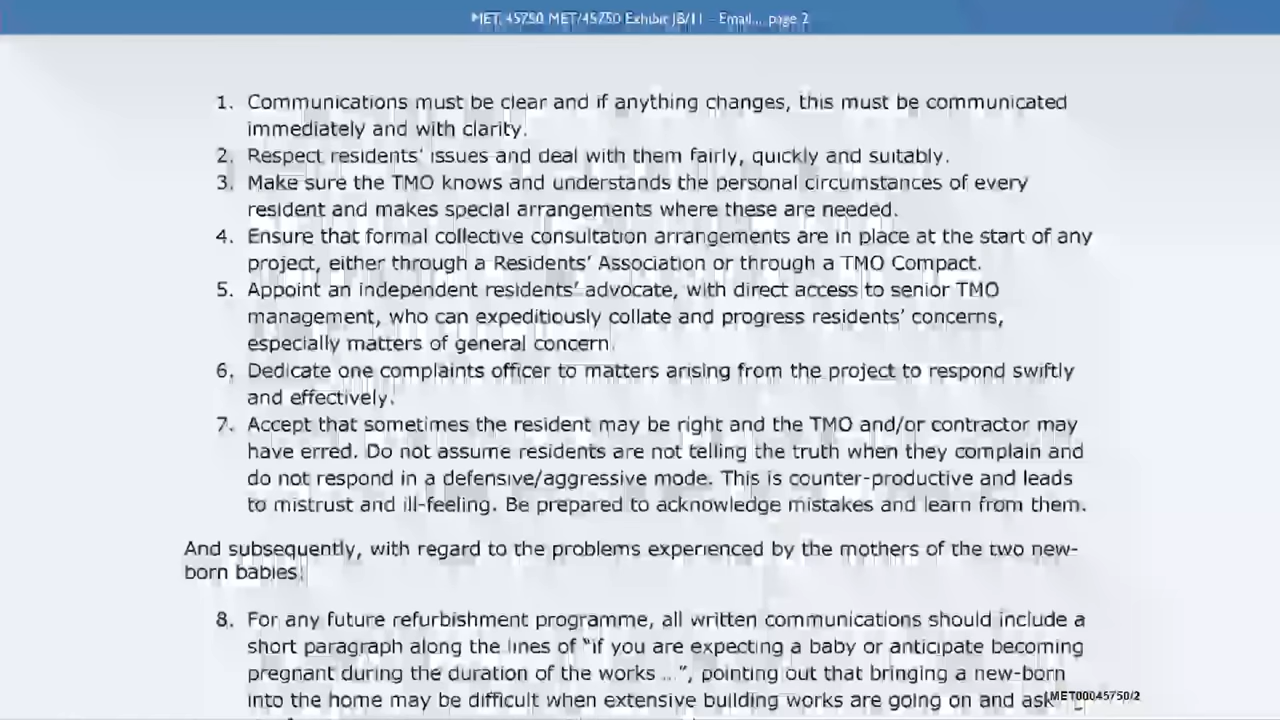 MET 45750 MET/45750 Exhibit JB/11 - Email... page 2
1. Communications must be clear and if anything changes, this must be communicated
immediately and with clarity.
2. Respect residents' issues and deal with them fairly, quickly and suitably.
3. Make sure the TMO knows and understands the personal circumstances of every
resident and makes special arrangements where these are needed.
4. Ensure that formal collective consultation arrangements are in place at the start of any
project, either through a Residents' Association or through a TMO Compact.
5. Appoint an independent residents' advocate, with direct access to senior TMO
management, who can expeditiously collate and progress residents' concerns,
especially matters of general concern.
6. Dedicate one complaints officer to matters arising from the project to respond swiftly
and effectively.
7. Accept that sometimes the resident may be right and the TMO and/or contractor may
have erred. Do not assume residents are not telling the truth when they complain and
do not respond in a defensive/aggressive mode. This is counter-productive and leads
to mistrust and ill-feeling. Be prepared to acknowledge mistakes and learn from them.
And subsequently, with regard to the problems experienced by the mothers of the two new-
born babies:
8. For any future refurbishment programme, all written communications should include a
short paragraph along the lines of "if you are expecting a baby or anticipate becoming
pregnant during the duration of the works ...", pointing out that bringing a new-born
into the home may be difficult when extensive building works are going on and ask
MET00045750/2